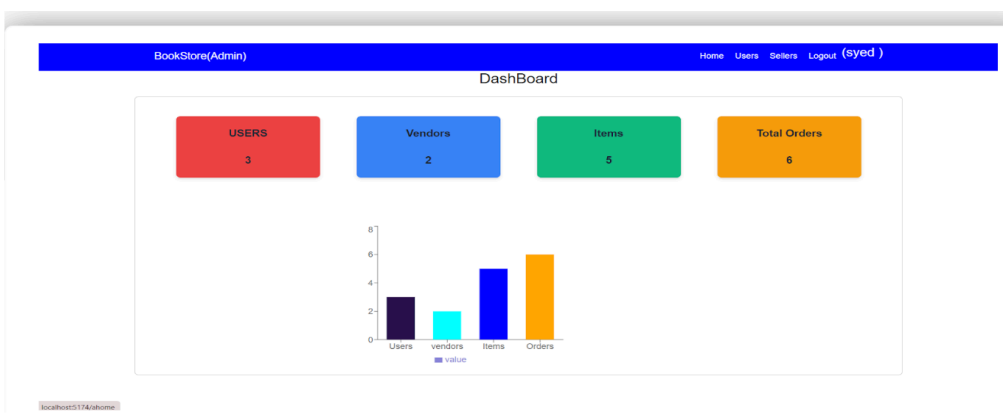 BookStore(Admin) Home Users Sellers Logout (syed )
DashBoard
USERS Vendors Items Total Orders
3 2 5 6
8
6
4
2
0
Users vendors Items Orders
value
localhost:5174/ahome